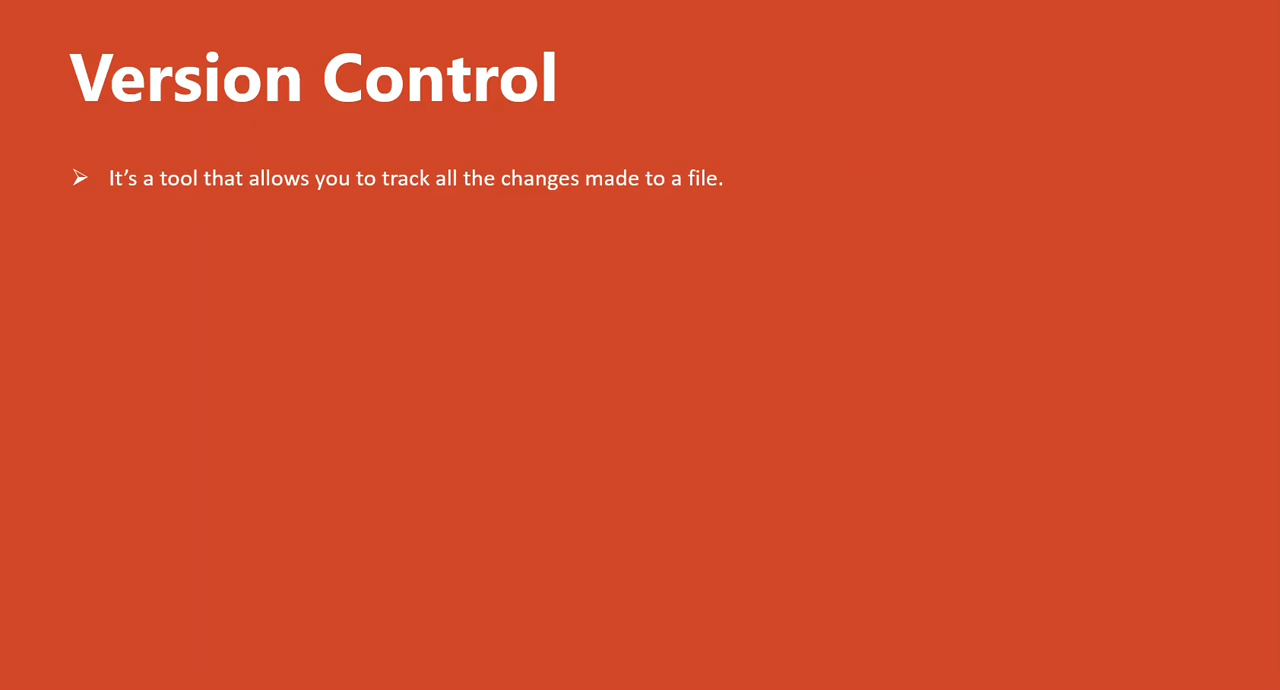 Version Control
➢ It’s a tool that allows you to track all the changes made to a file.